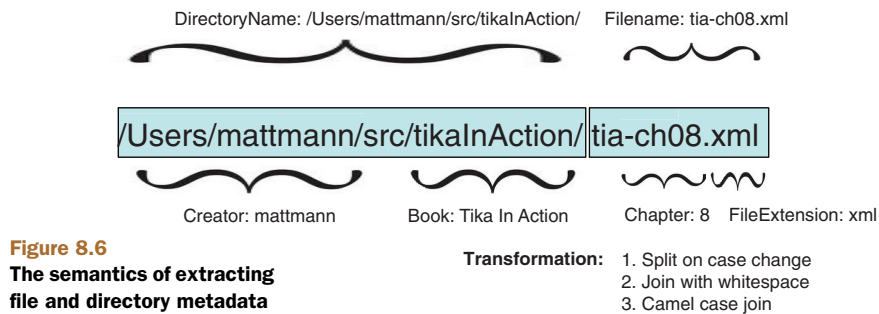 DirectoryName: /Users/mattmann/src/tikaInAction/ Filename: tia-ch08.xml
/Users/mattmann/src/tikaInAction/ tia-ch08.xml
Creator: mattmann Book: Tika In Action Chapter: 8 FileExtension: xml
Figure 8.6
The semantics of extracting
file and directory metadata
Transformation: 1. Split on case change
2. Join with whitespace
3. Camel case join